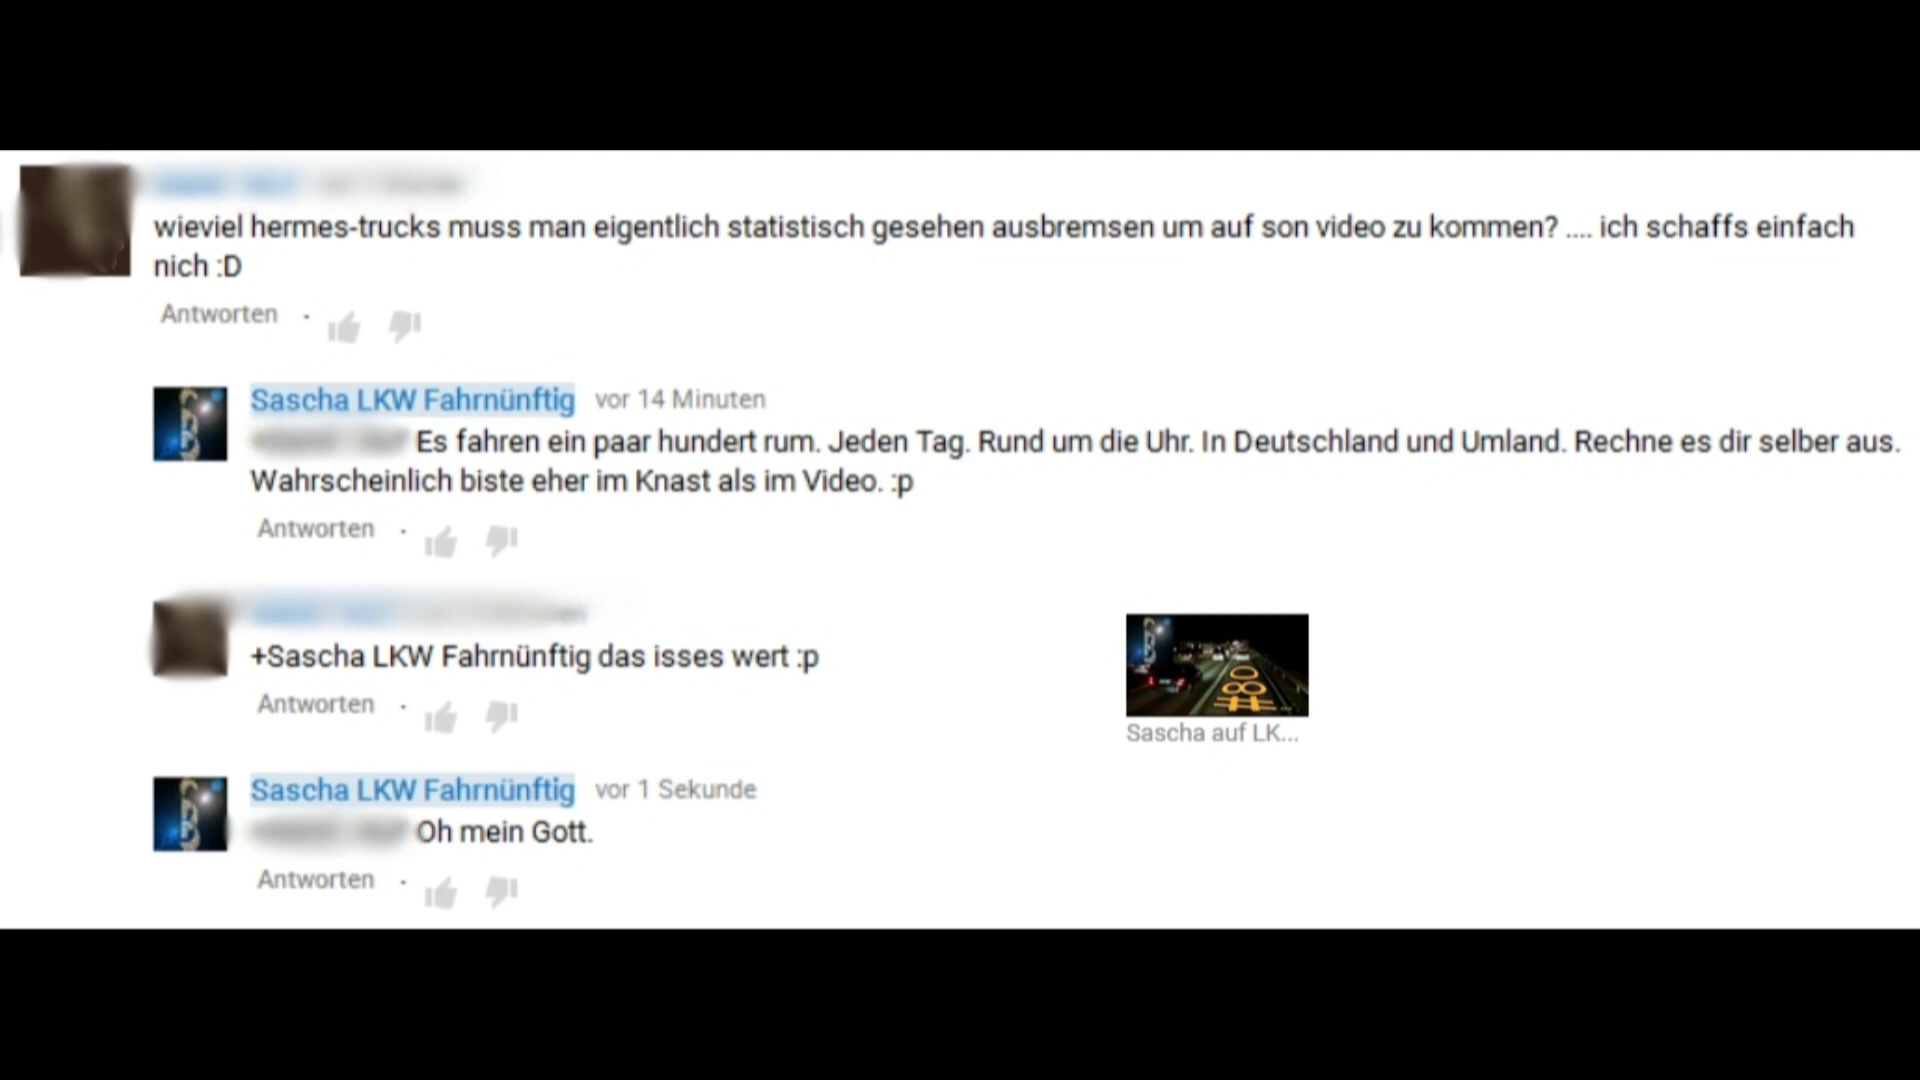 wieviel hermes-trucks muss man eigentlich statistisch gesehen ausbremsen um auf son video zu kommen? .... ich schaffs einfach
nich :D
Antworten ·
Sascha LKW Fahrnünftig vor 14 Minuten
Es fahren ein paar hundert rum. Jeden Tag. Rund um die Uhr. In Deutschland und Umland. Rechne es dir selber aus.
Wahrscheinlich biste eher im Knast als im Video. :p
Antworten ·
+Sascha LKW Fahrnünftig das isses wert :p
Antworten ·
#80
Sascha auf LK...
Sascha LKW Fahrnünftig vor 1 Sekunde
Oh mein Gott.
Antworten ·